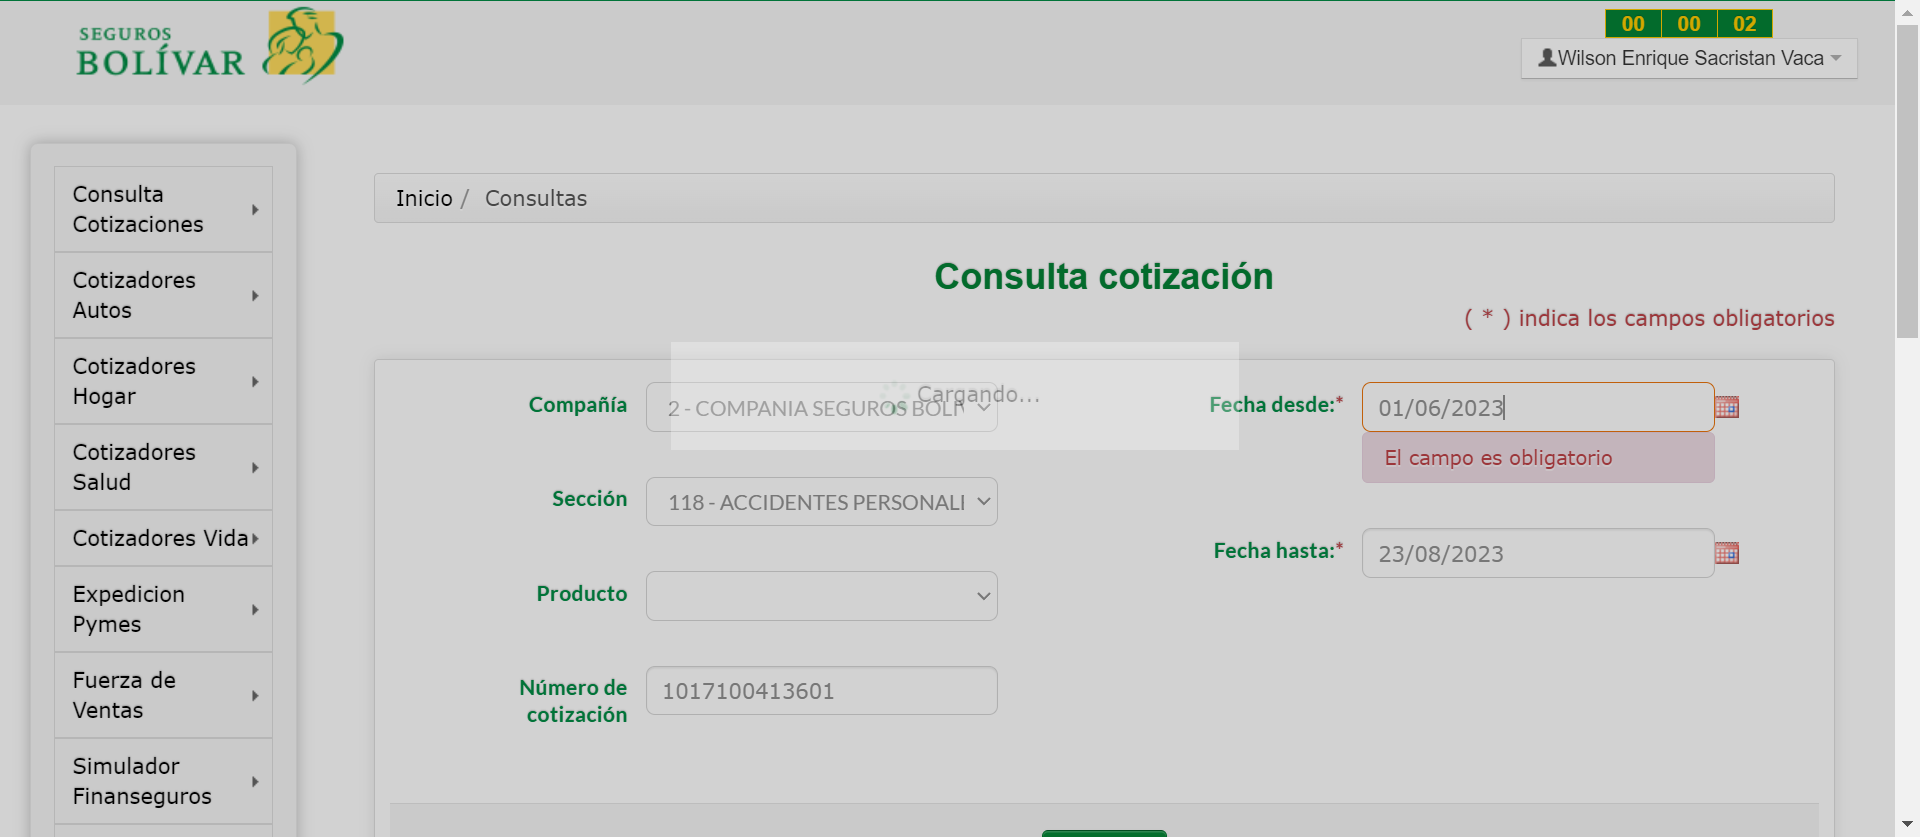 SEGUROS
BOLÍVAR
00 00 02
Wilson Enrique Sacristan Vaca
Consulta
Cotizaciones
Cotizadores
Autos
Cotizadores
Hogar
Cotizadores
Salud
Cotizadores Vida
Expedicion
Pymes
Fuerza de
Ventas
Simulador
Finanseguros
Inicio / Consultas
Consulta cotización
( * ) indica los campos obligatorios
Cargando...
Compañía
2 - COMPANIA SEGUROS BOLI
Sección
118 - ACCIDENTES PERSONALI
Producto
Número de
cotización
1017100413601
Fecha desde:*
01/06/2023
El campo es obligatorio
Fecha hasta:*
23/08/2023